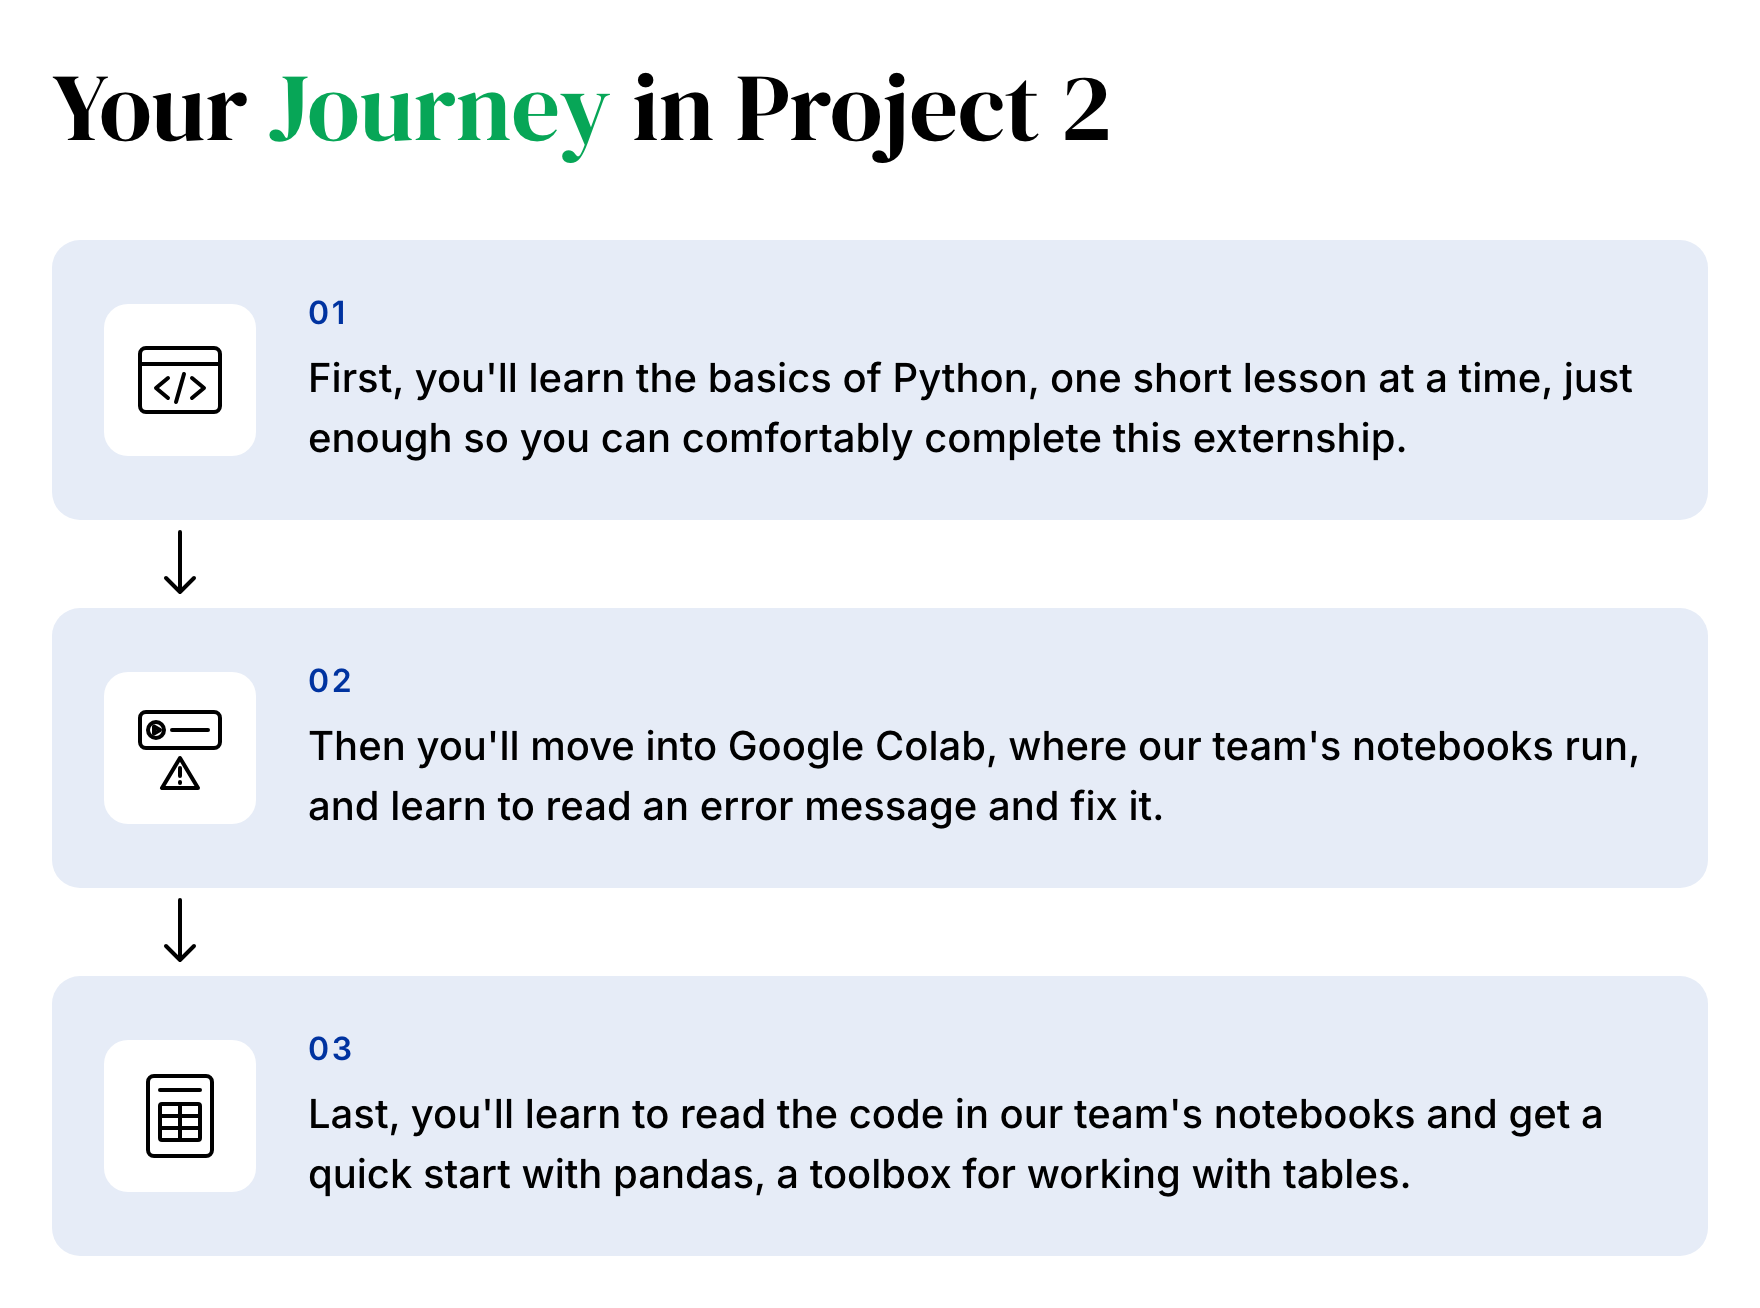 Your Journey in Project 2
01
First, you'll learn the basics of Python, one short lesson at a time, just
enough so you can comfortably complete this externship.
02
Then you'll move into Google Colab, where our team's notebooks run,
and learn to read an error message and fix it.
03
Last, you'll learn to read the code in our team's notebooks and get a
quick start with pandas, a toolbox for working with tables.